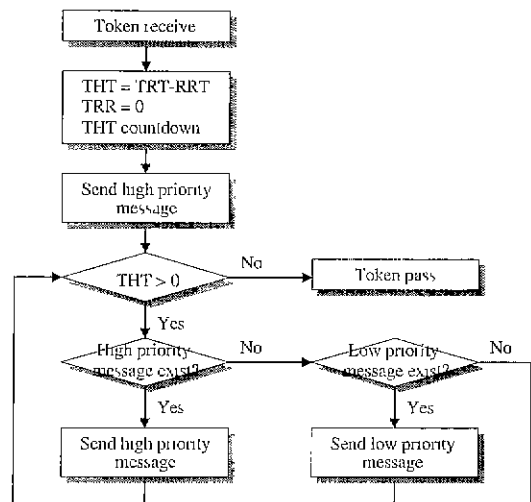 Token receive
THT = TRT-RRT
TRR = 0
THT countdown
Send high priority
message
THT > 0
No
Token pass
Yes
High priority
message exist?
No
Low priority
message exist?
No
Yes
Yes
Send high priority
message
Send low priority
message